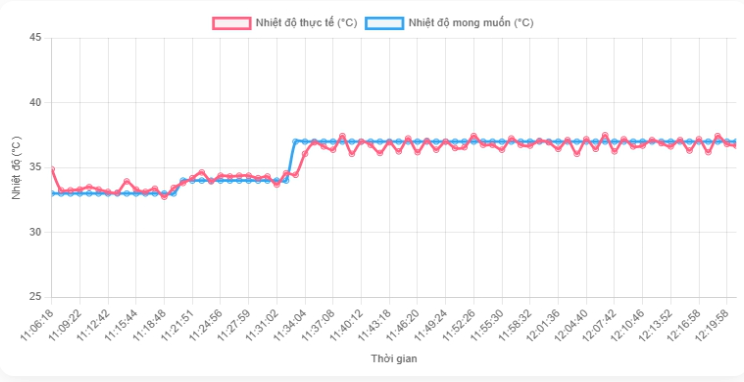 Nhiệt độ thực tế (°C) Nhiệt độ mong muốn (°C)
45
40
35
30
25
Nhiệt độ (°C)
11:06:18 11:09:22 11:12:42 11:15:44 11:18:48 11:21:51 11:24:56 11:27:59 11:31:02 11:34:04 11:37:08 11:40:12 11:43:18 11:46:20 11:49:24 11:52:26 11:55:30 11:58:32 12:01:36 12:04:40 12:07:42 12:10:46 12:13:52 12:16:58 12:19:58
Thời gian